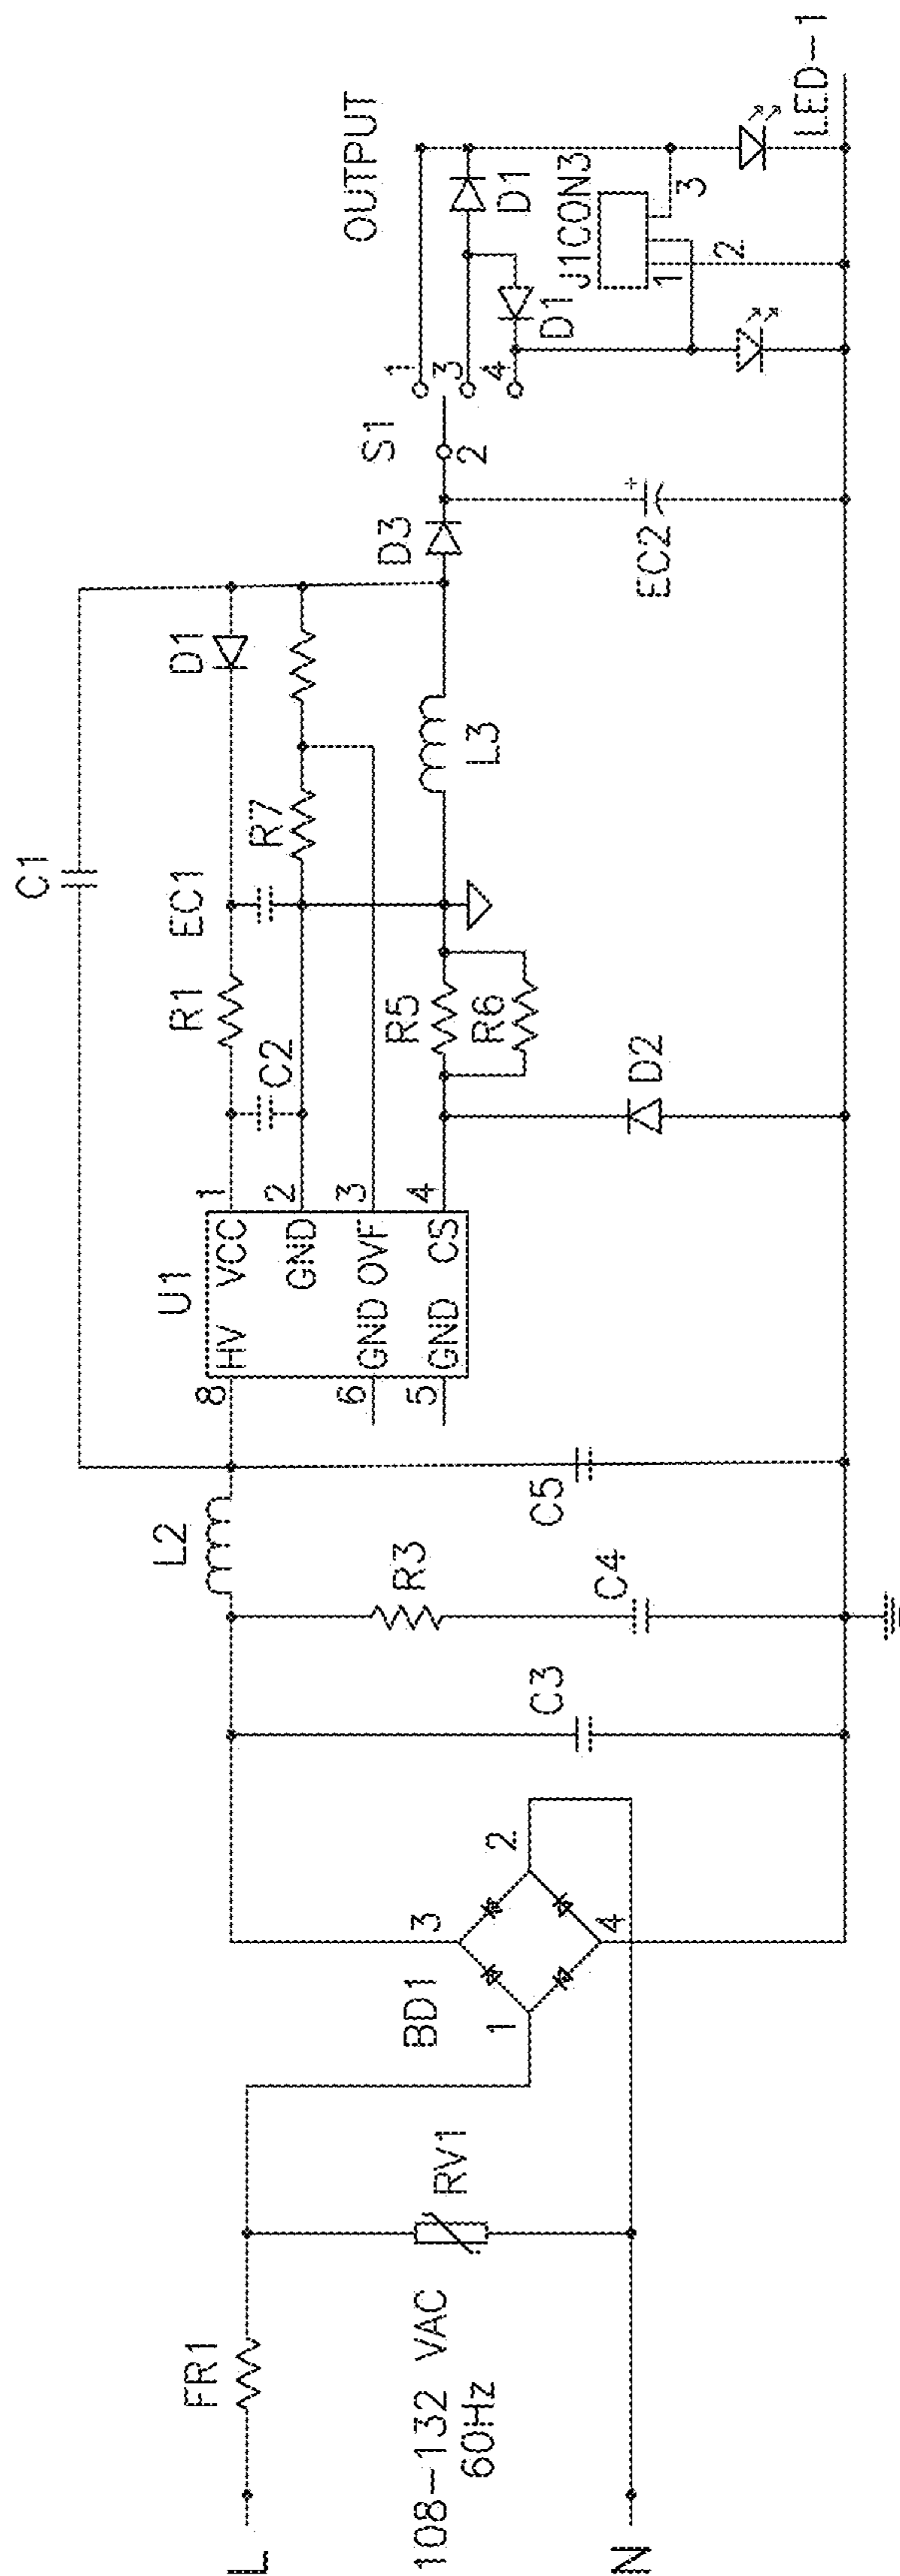 L
FR1
108-132 VAC
60Hz
N
RV1
BD1
1
2
3
4
C3
R3
C4
L2
C5
C1
U1
8
HV
VCC
1
GND
2
6
GND
OVF
3
5
GND
CS
4
R1
C2
EC1
D1
R7
R5
R6
D2
L3
D3
EC2
S1
2
1
3
4
OUTPUT
D1
D1
J1CON3
1
2
3
LED-1